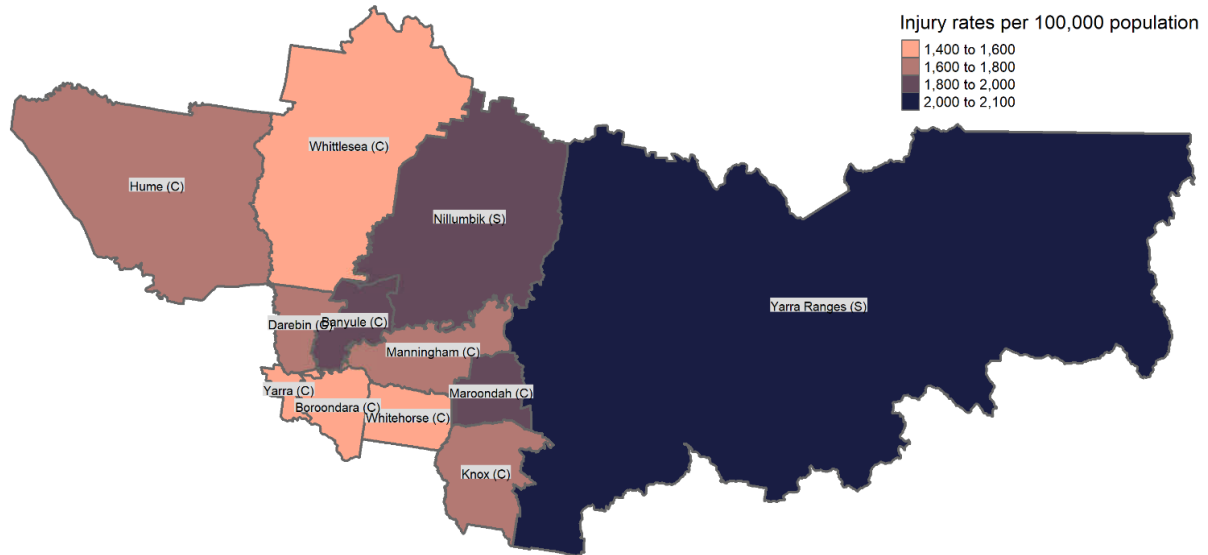 Injury rates per 100,000 population
1,400 to 1,600
1,600 to 1,800
1,800 to 2,000
2,000 to 2,100
Whittlesea (C)
Hume (C)
Nillumbik (S)
Yarra Ranges (S)
Darebin (C)
Banyule (C)
Manningham (C)
Yarra (C)
Maroondah (C)
Boroondara (C)
Whitehorse (C)
Knox (C)